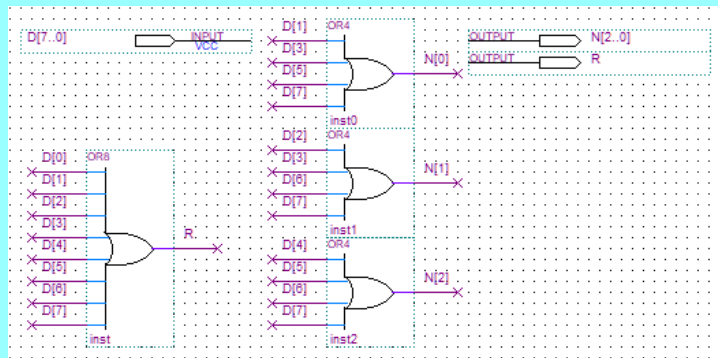 D[7..0] INPUT
VCC
D[1] OR4
D[3]
D[5]
D[7]
N[0]
inst0
OUTPUT N[2..0]
OUTPUT R
D[2] OR4
D[3]
D[6]
D[7]
N[1]
inst1
D[0] OR8
D[1]
D[2]
D[3]
D[4]
D[5]
D[6]
D[7]
R
inst
D[4] OR4
D[5]
D[6]
D[7]
N[2]
inst2